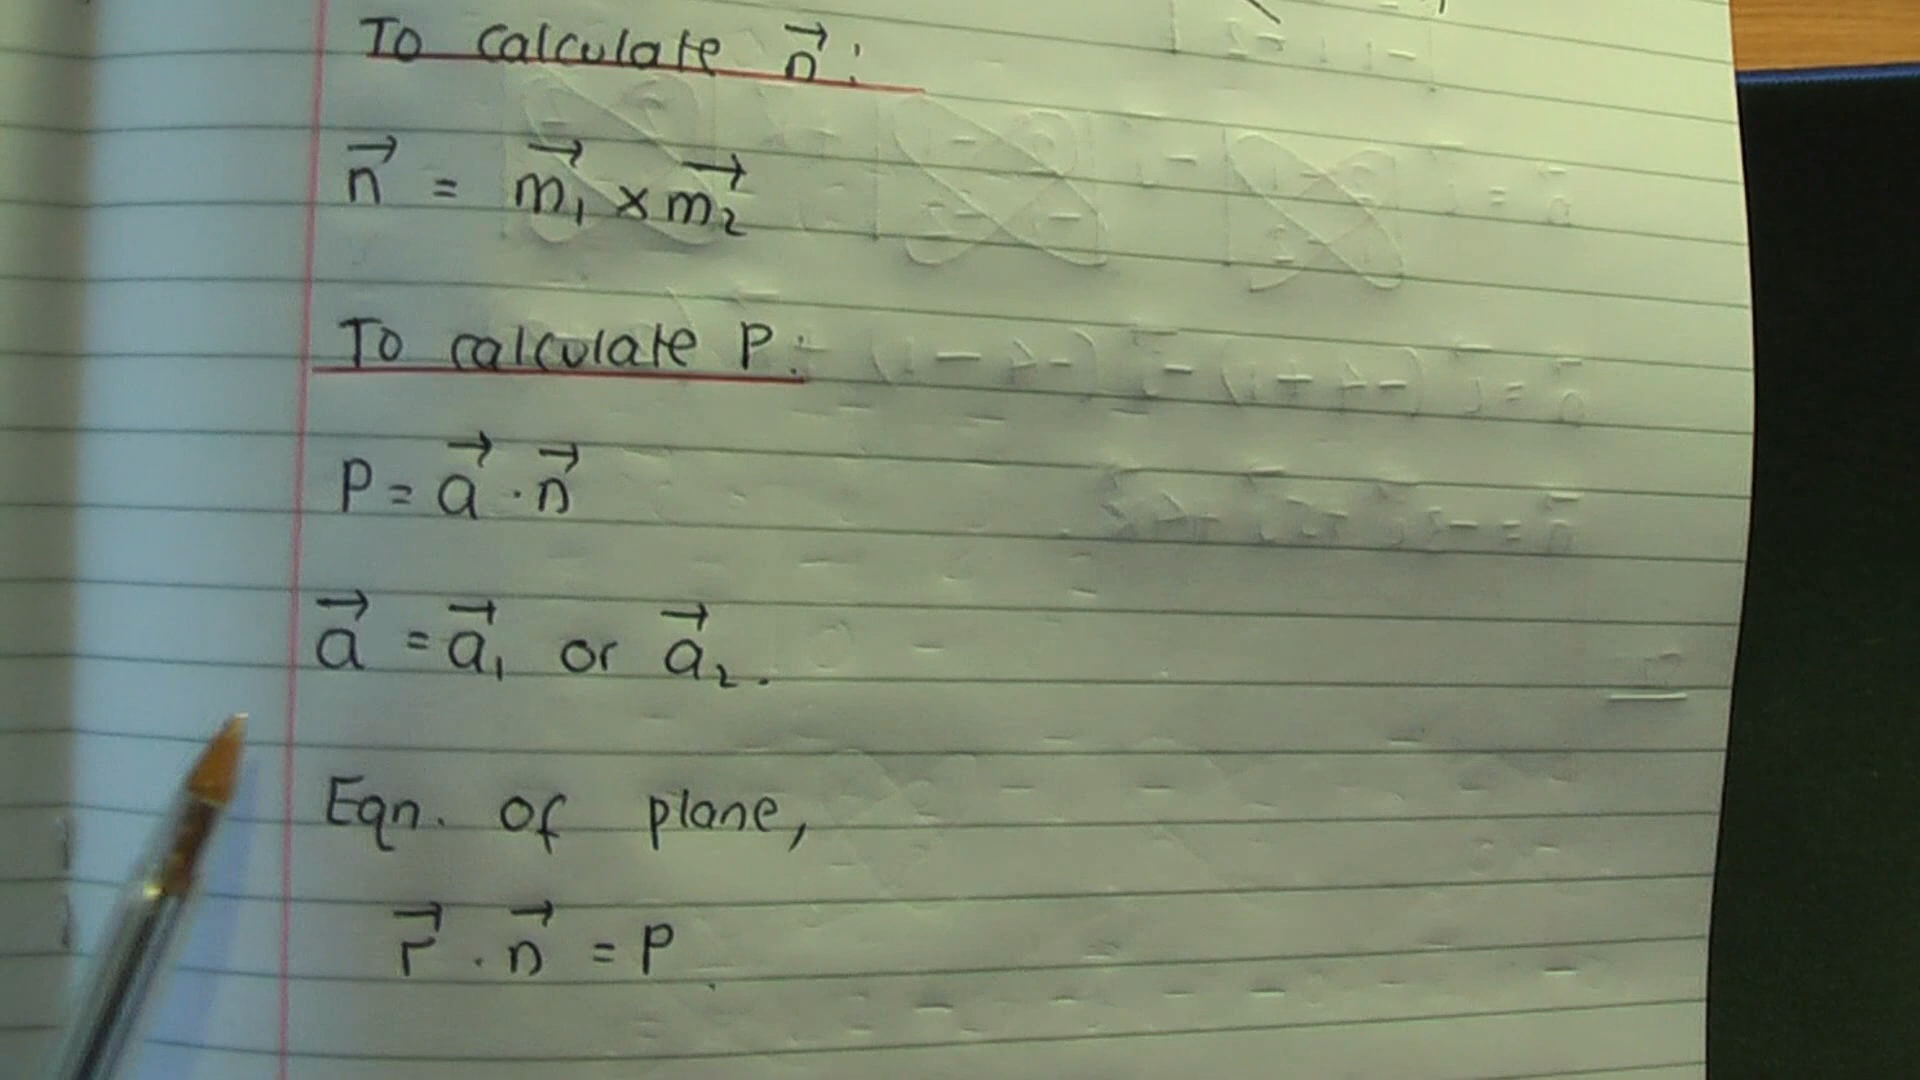 To calculate n⃗ :
n⃗ = m⃗₁ × m⃗₂
To calculate P :
P = a⃗ . n⃗
a⃗ = a⃗₁ or a⃗₂ .
Eqn. of plane,
r⃗ . n⃗ = P